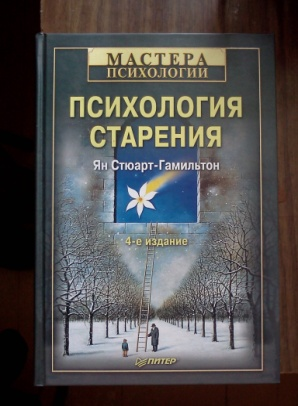 МАСТЕРА
ПСИХОЛОГИИ
ПСИХОЛОГИЯ
СТАРЕНИЯ
Ян Стюарт-Гамильтон
4-е издание
ПИТЕР